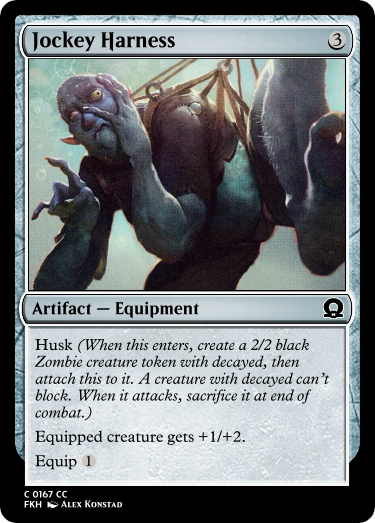 Jockey Harness 3
Artifact — Equipment
Husk (When this enters, create a 2/2 black
Zombie creature token with decayed, then
attach this to it. A creature with decayed can't
block. When it attacks, sacrifice it at end of
combat.)
Equipped creature gets +1/+2.
Equip 1
C 0167 CC
FKH Alex Konstad